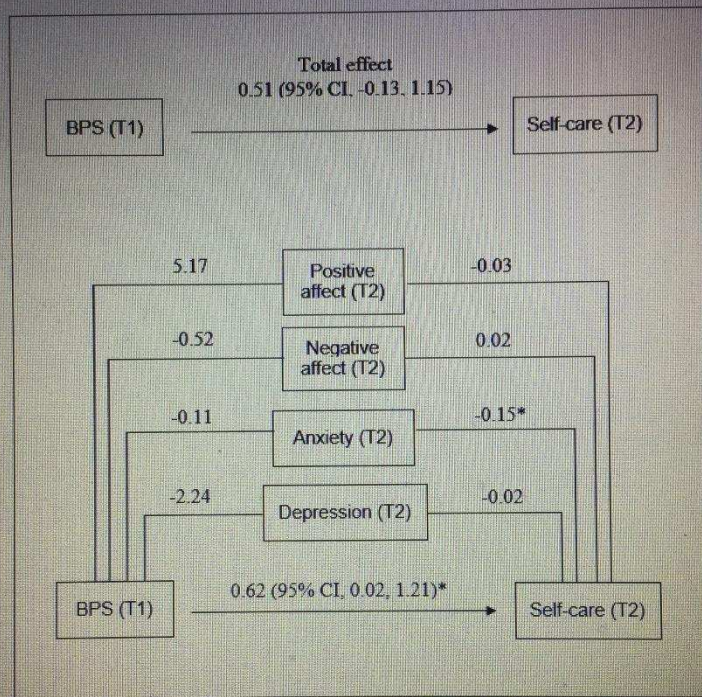 Total effect
0.51 (95% CI, -0.13, 1.15)
BPS (T1)
Self-care (T2)
5.17
Positive
affect (T2)
-0.03
-0.52
Negative
affect (T2)
0.02
-0.11
Anxiety (T2)
-0.15*
-2.24
Depression (T2)
-0.02
BPS (T1)
0.62 (95% CI, 0.02, 1.21)*
Self-care (T2)